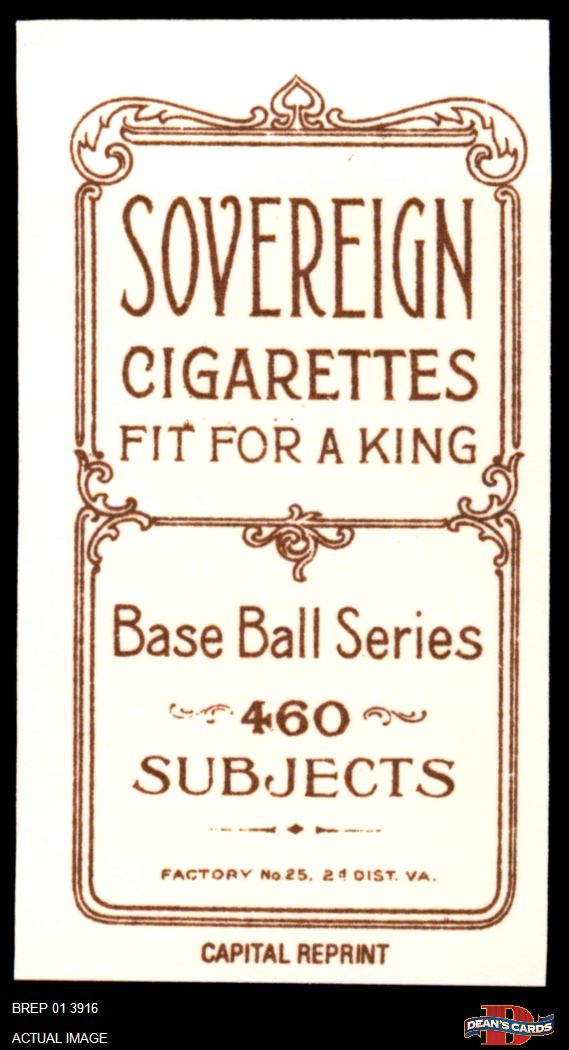 SOVEREIGN
CIGARETTES
FIT FOR A KING
Base Ball Series
460
SUBJECTS
FACTORY No. 25. 2d DIST. VA.
CAPITAL REPRINT
BREP 01 3916
ACTUAL IMAGE
D
DEAN'S CARDS